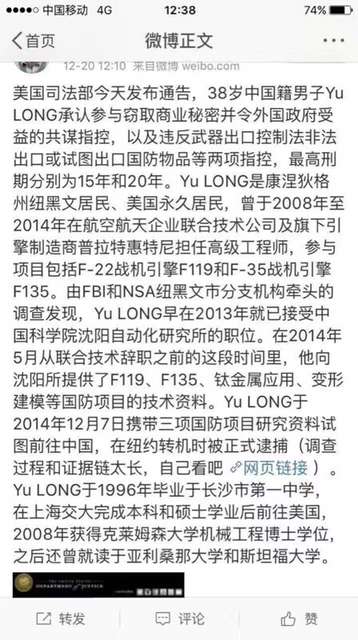 中国移动 4G 12:38 74%
首页 微博正文
12-20 12:10 来自微博 weibo.com
美国司法部今天发布通告，38岁中国籍男子Yu
LONG承认参与窃取商业秘密并令外国政府受
益的共谋指控，以及违反武器出口控制法非法
出口或试图出口国防物品等两项指控，最高刑
期分别为15年和20年。Yu LONG是康涅狄格
州纽黑文居民、美国永久居民，曾于2008年至
2014年在航空航天企业联合技术公司及旗下引
擎制造商普拉特惠特尼担任高级工程师，参与
项目包括F-22战机引擎F119和F-35战机引擎
F135。由FBI和NSA纽黑文市分支机构牵头的
调查发现，Yu LONG早在2013年就已接受中
国科学院沈阳自动化研究所的职位。在2014年
5月从联合技术辞职之前的这段时间里，他向
沈阳所提供了F119、F135、钛金属应用、变形
建模等国防项目的技术资料。Yu LONG于
2014年12月7日携带三项国防项目研究资料试
图前往中国，在纽约转机时被正式逮捕（调查
过程和证据链太长，自己看吧 网页链接 ）。
Yu LONG于1996年毕业于长沙市第一中学，
在上海交大完成本科和硕士学业后前往美国，
2008年获得克莱姆森大学机械工程博士学位，
之后还曾就读于亚利桑那大学和斯坦福大学。
DEPARTMENT of JUSTICE
转发 评论 赞